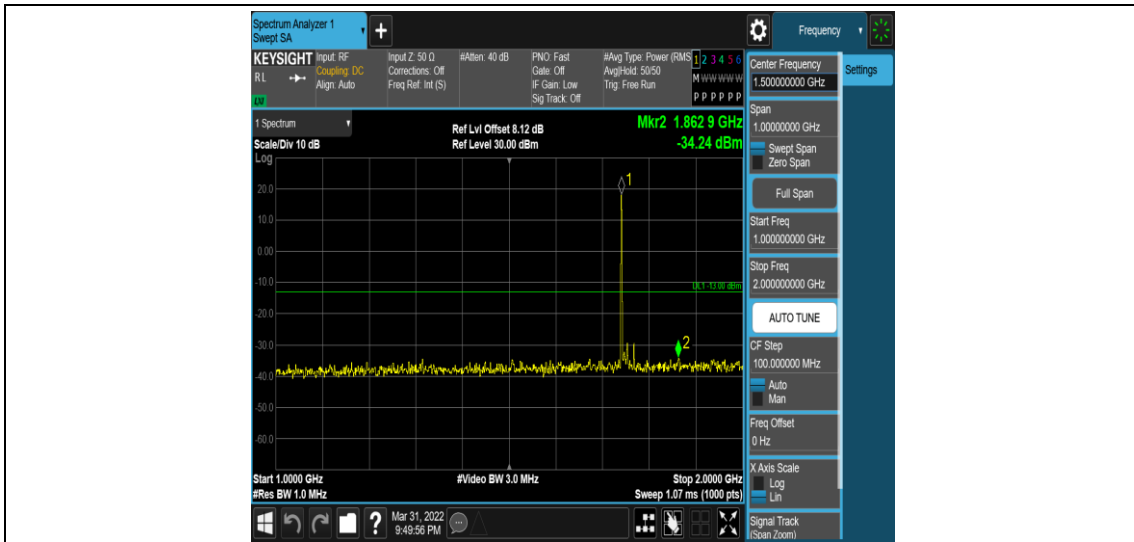 Spectrum Analyzer 1
Swept SA
+
Frequency
KEYSIGHT
RL
LXI
Input: RF
Coupling: DC
Align: Auto
Input Z: 50 Ω
Corrections: Off
Freq Ref: Int (S)
#Atten: 40 dB
PNO: Fast
Gate: Off
IF Gain: Low
Sig Track: Off
#Avg Type: Power (RMS
Avg|Hold: 50/50
Trig: Free Run
1 2 3 4 5 6
M W W W W W
P P P P P P
1 Spectrum
Scale/Div 10 dB
Log
Ref Lvl Offset 8.12 dB
Ref Level 30.00 dBm
Mkr2 1.862 9 GHz
-34.24 dBm
20.0
10.0
0.00
-10.0
-20.0
-30.0
-40.0
-50.0
-60.0
1
DL1 -13.00 dBm
2
Start 1.0000 GHz
#Res BW 1.0 MHz
#Video BW 3.0 MHz
Stop 2.0000 GHz
Sweep 1.07 ms (1000 pts)
Center Frequency
1.500000000 GHz
Settings
Span
1.00000000 GHz
Swept Span
Zero Span
Full Span
Start Freq
1.000000000 GHz
Stop Freq
2.000000000 GHz
AUTO TUNE
CF Step
100.000000 MHz
Auto
Man
Freq Offset
0 Hz
X Axis Scale
Log
Lin
Signal Track
(Span Zoom)
?
Mar 31, 2022
9:49:56 PM